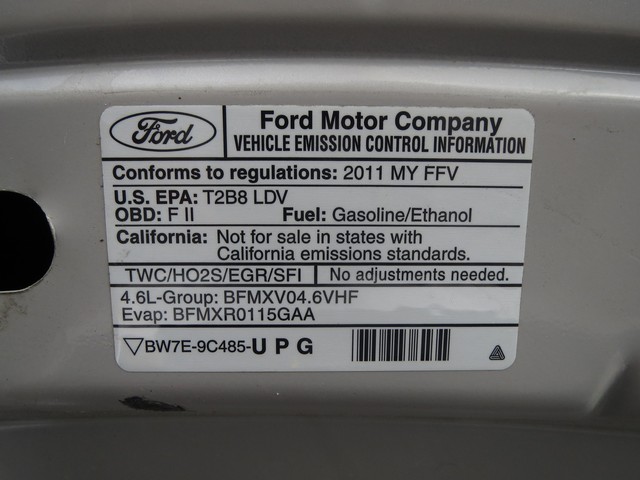 Ford
Ford Motor Company
VEHICLE EMISSION CONTROL INFORMATION
Conforms to regulations: 2011 MY FFV
U.S. EPA: T2B8 LDV
OBD: F II Fuel: Gasoline/Ethanol
California: Not for sale in states with
California emissions standards.
TWC/HO2S/EGR/SFI No adjustments needed.
4.6L-Group: BFMXV04.6VHF
Evap: BFMXR0115GAA
BW7E-9C485-U P G